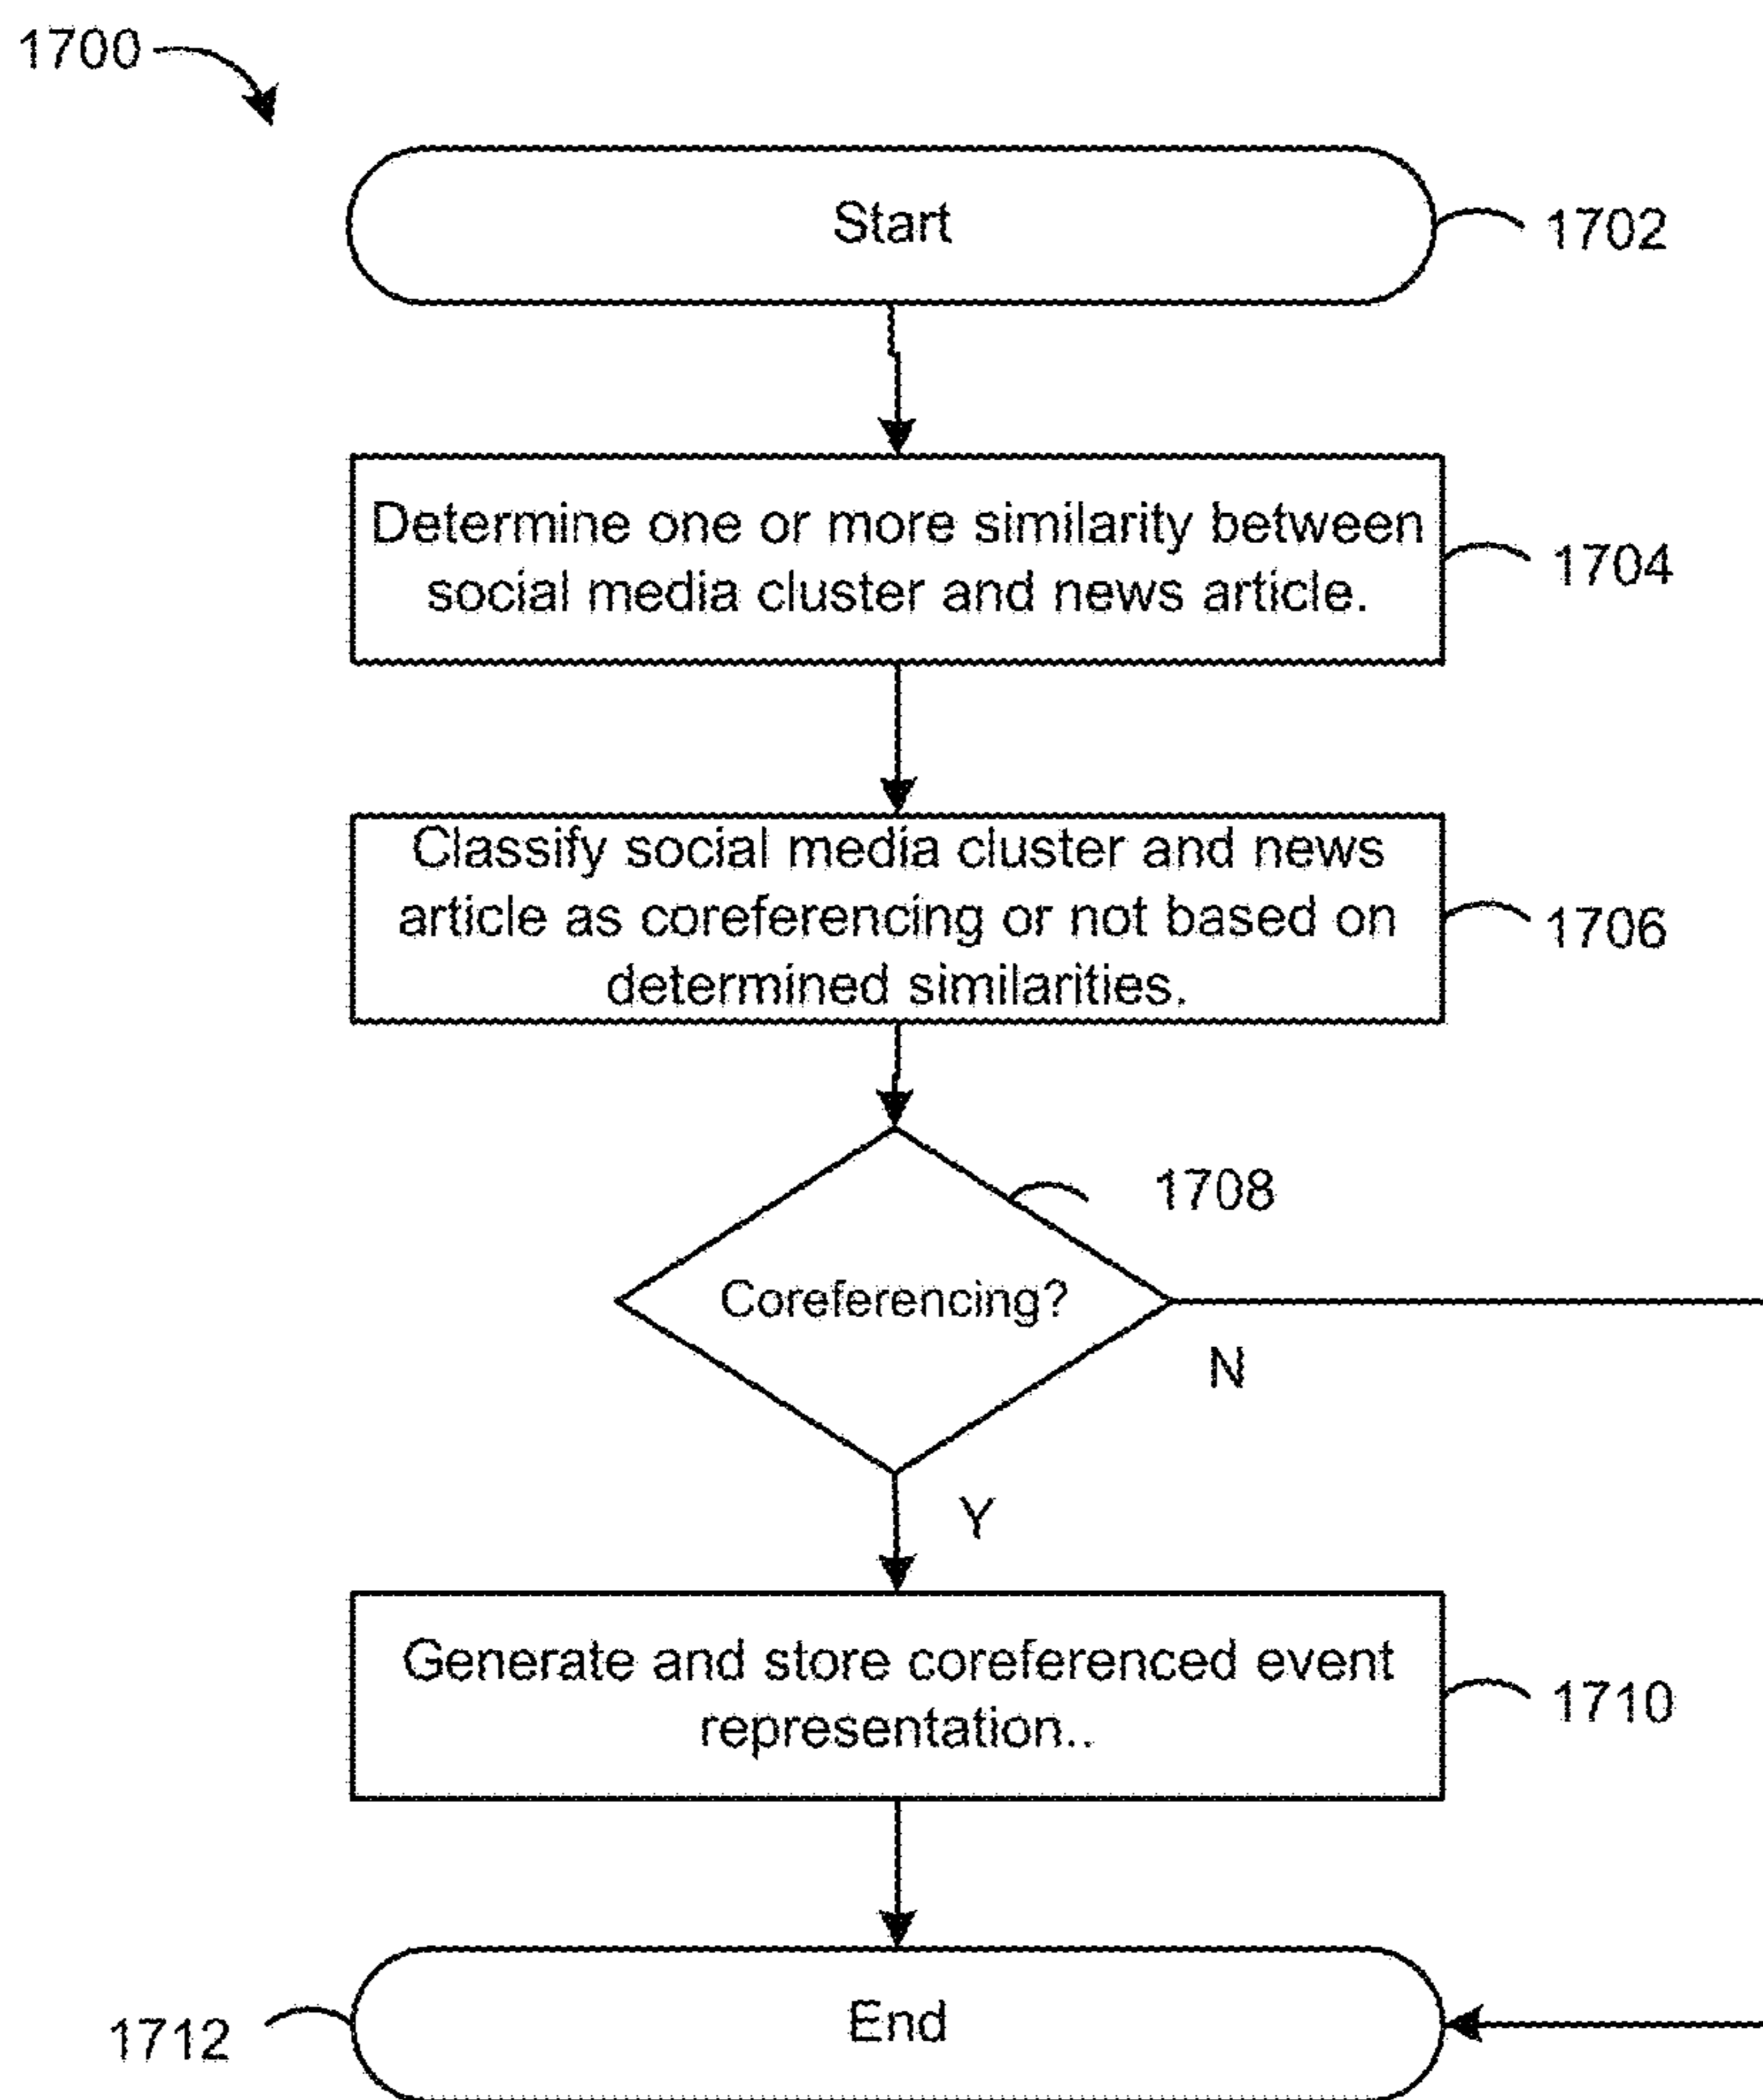 1700
Start
1702
Determine one or more similarity between
social media cluster and news article.
1704
Classify social media cluster and news
article as coreferencing or not based on
determined similarities.
1706
1708
Coreferencing?
N
Y
Generate and store coreferenced event
representation..
1710
End
1712